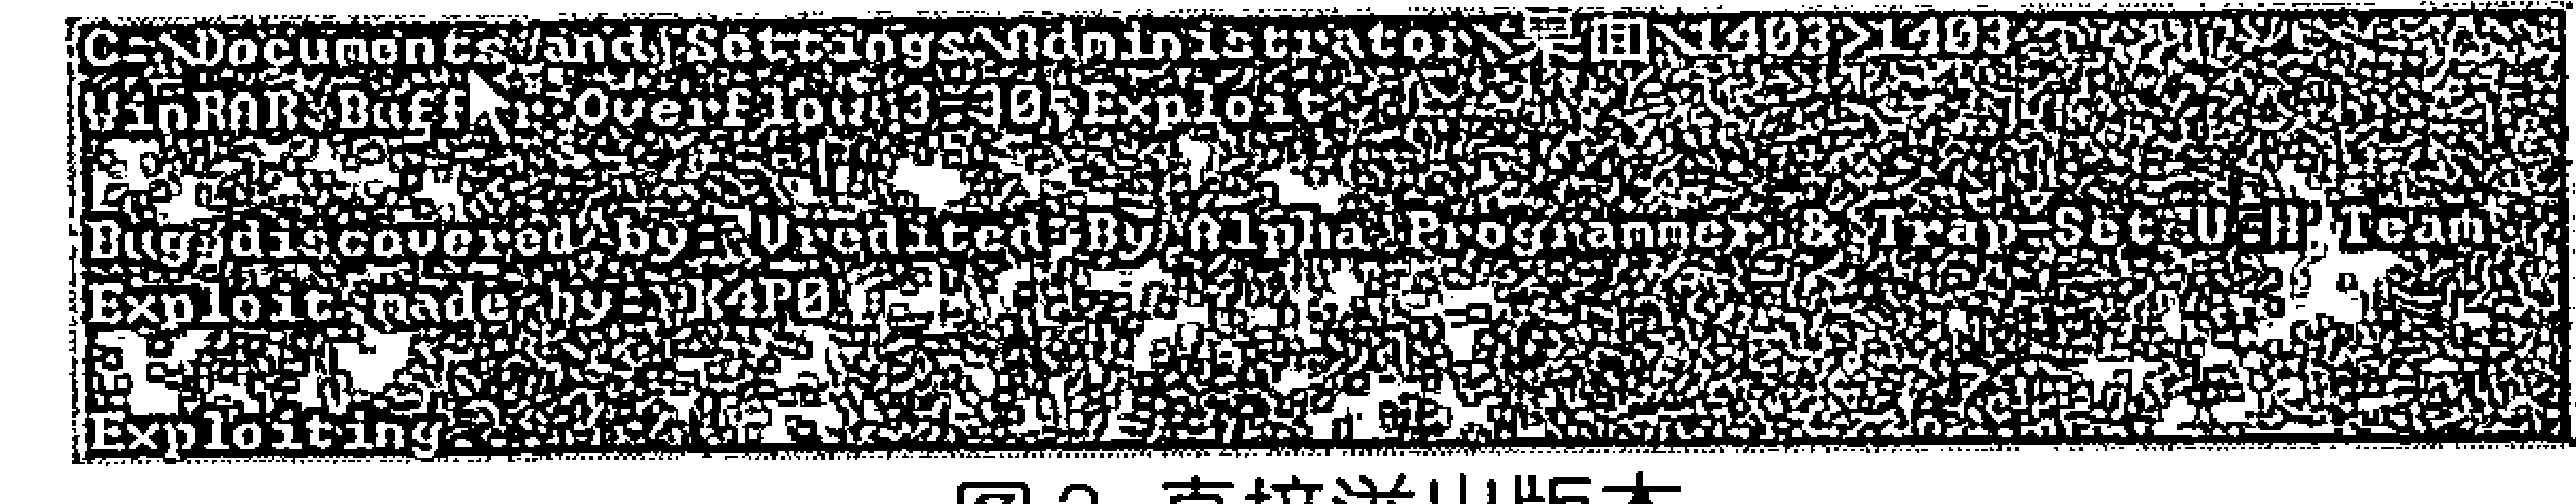 C:\Documents and Settings\Administrator\桌面\1403>1403
WinRAR Buffer Overflow 3.30 Exploit
Bug discovered by: Vredited By Alpha Programmer & Trap-Set U.H Team
Exploit made by: K4P0
Exploiting